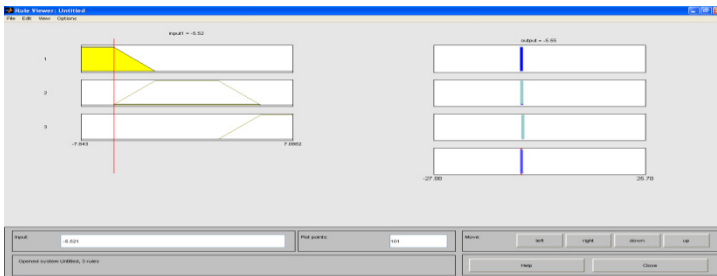 Rule Viewer: Untitled
File Edit View Options
input1 = -5.52
output = -5.55
1
2
3
-7.843
7.8982
-27.89
25.78
Input:
-5.521
Plot points:
101
Move:
left
right
down
up
Opened system Untitled, 3 rules
Help
Close